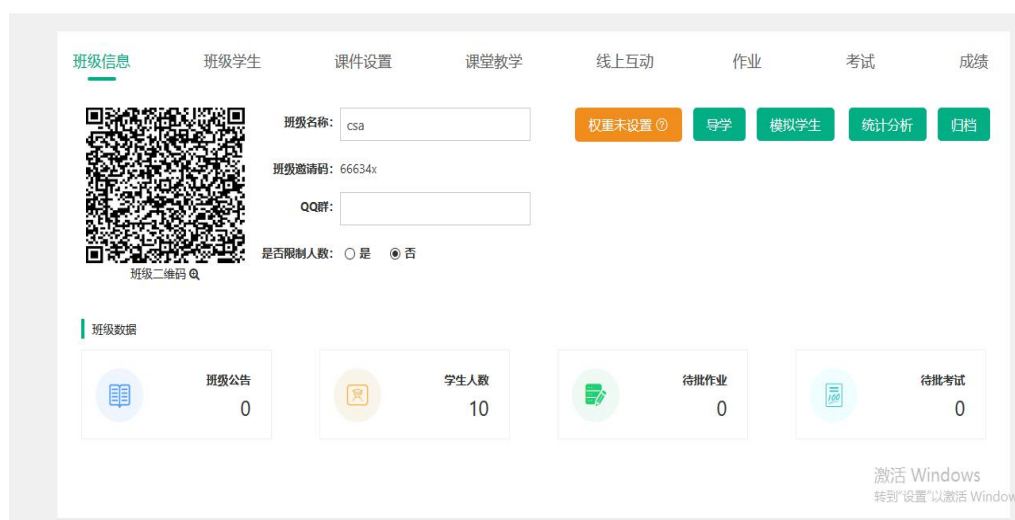 班级信息 班级学生 课件设置 课堂教学 线上互动 作业 考试 成绩
班级名称： csa 权重未设置 导学 模拟学生 统计分析 归档
班级邀请码： 66634x
QQ群：
是否限制人数： 是 否
班级二维码
班级数据
班级公告 学生人数 待批作业 待批考试
0 10 0 0
100
激活 Windows
转到"设置"以激活 Window